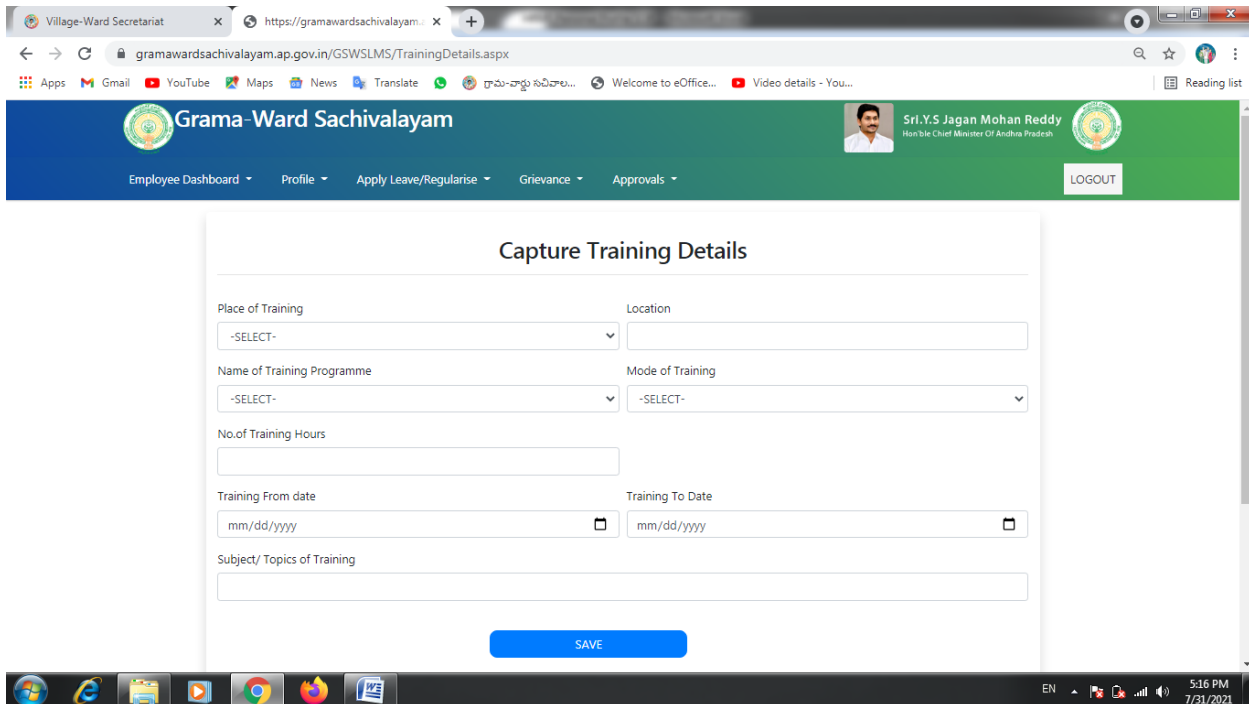 Village-Ward Secretariat
https://gramawardsachivalayam.a
gramawardsachivalayam.ap.gov.in/GSWSLMS/TrainingDetails.aspx
Apps Gmail YouTube Maps News Translate గ్రామ-వార్డు సచివాల... Welcome to eOffice... Video details - You... Reading list
Grama-Ward Sachivalayam
Sri.Y.S Jagan Mohan Reddy
Hon'ble Chief Minister Of Andhra Pradesh
Employee Dashboard Profile Apply Leave/Regularise Grievance Approvals LOGOUT
Capture Training Details
Place of Training Location
-SELECT-
Name of Training Programme Mode of Training
-SELECT- -SELECT-
No.of Training Hours
Training From date Training To Date
mm/dd/yyyy mm/dd/yyyy
Subject/ Topics of Training
SAVE
EN 5:16 PM
7/31/2021